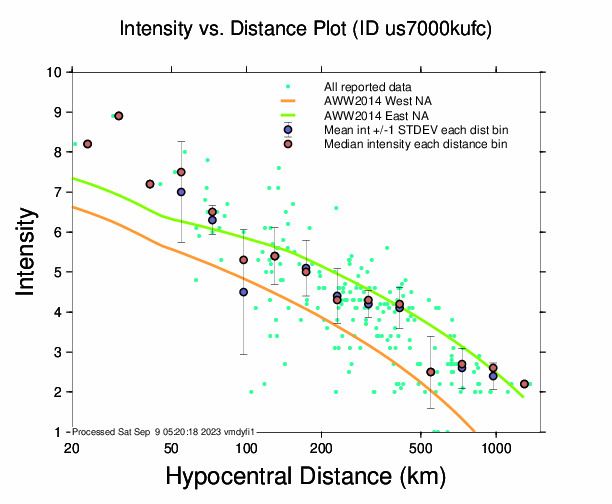 Intensity vs. Distance Plot (ID us7000kufc)
10
9
8
7
6
5
4
3
2
1
Intensity
All reported data
AWW2014 West NA
AWW2014 East NA
Mean int +/-1 STDEV each dist bin
Median intensity each distance bin
Processed Sat Sep 9 05:20:18 2023 vmdyfi1
20 50 100 200 500 1000
Hypocentral Distance (km)